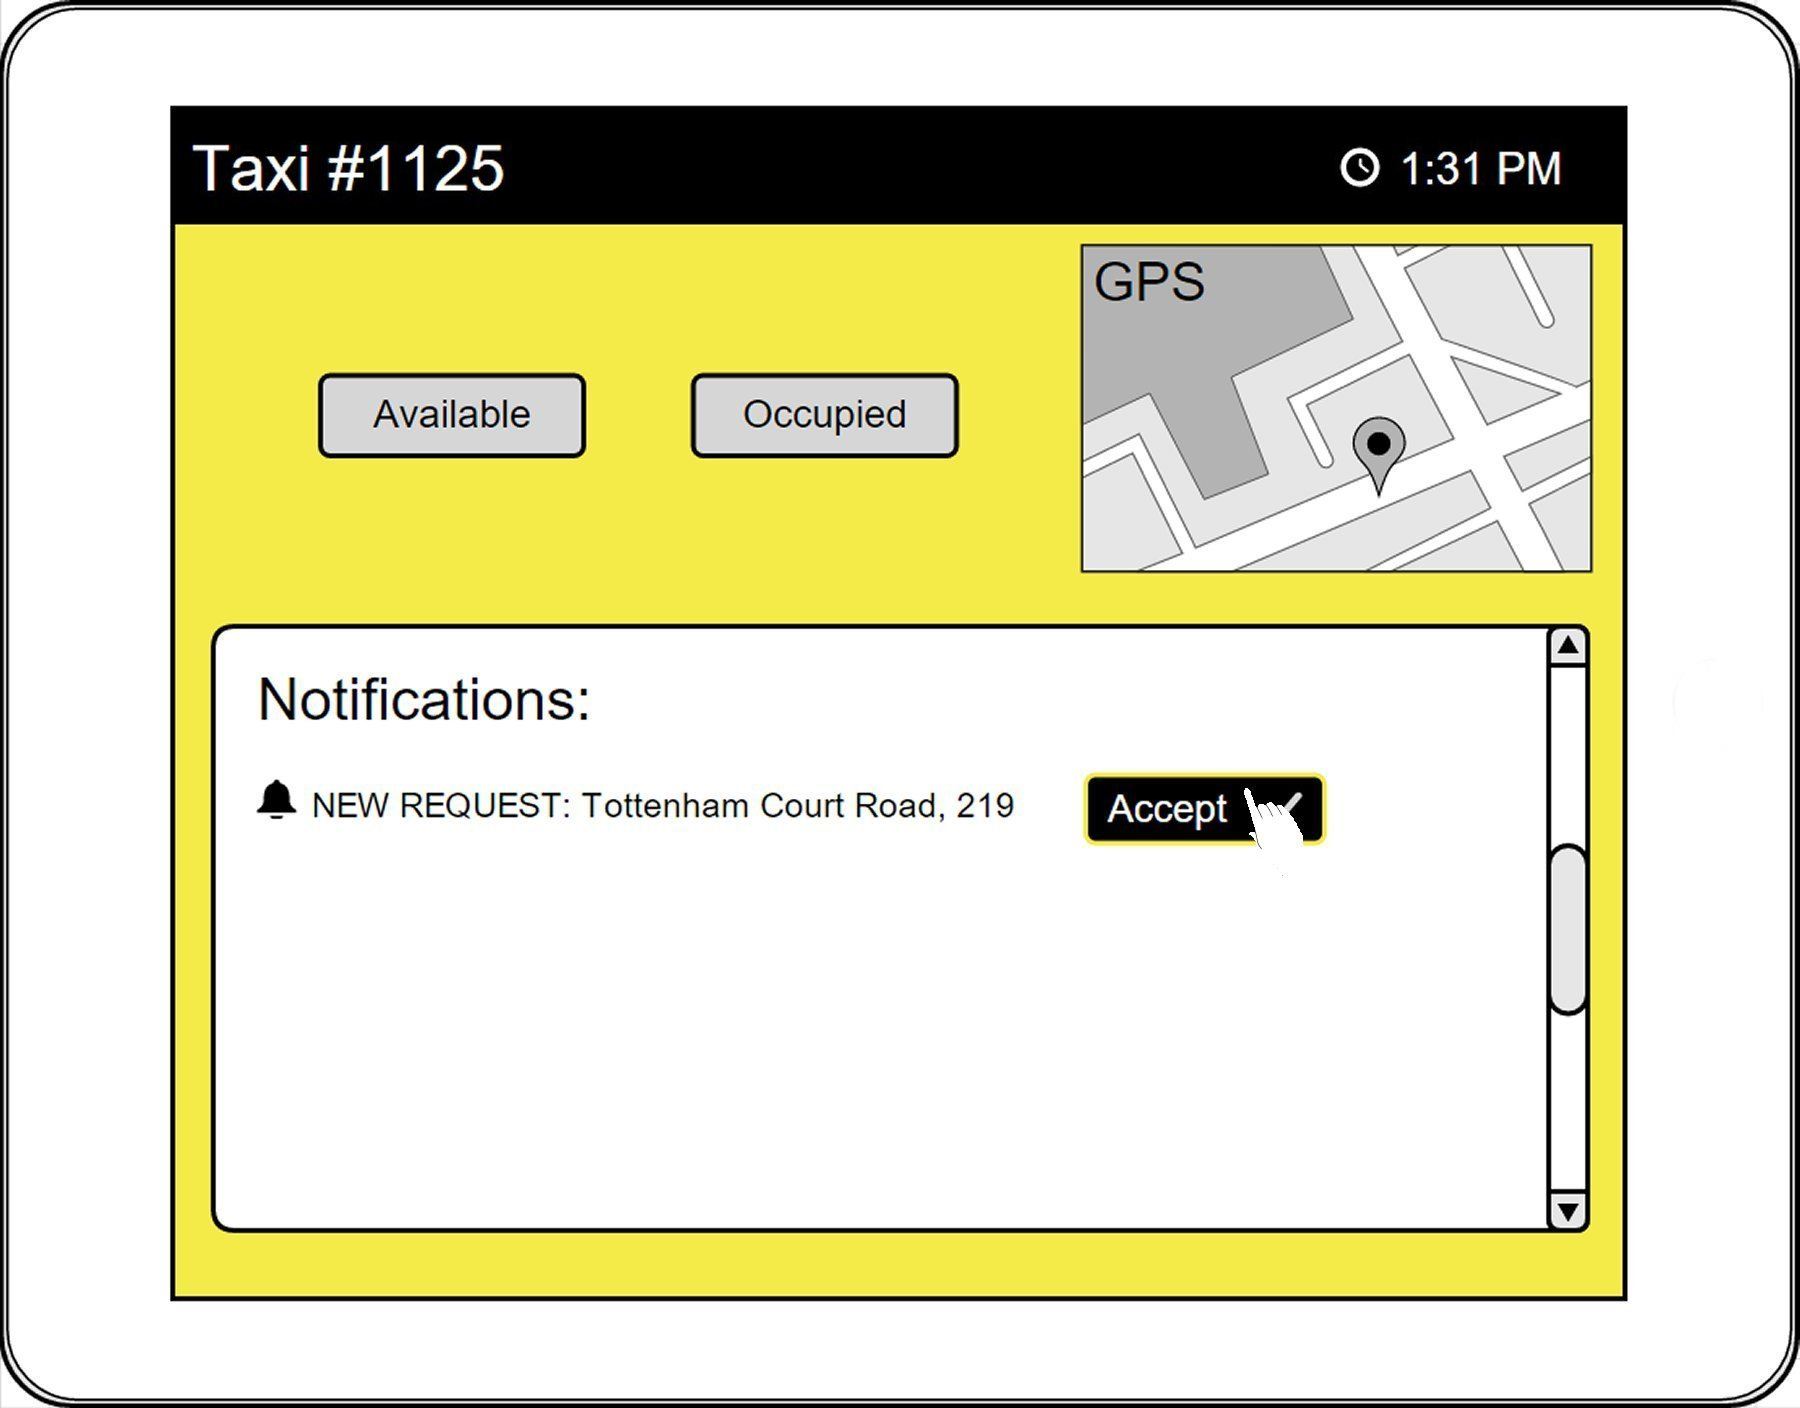 Taxi #1125
1:31 PM
GPS
Available
Occupied
Notifications:
NEW REQUEST: Tottenham Court Road, 219
Accept